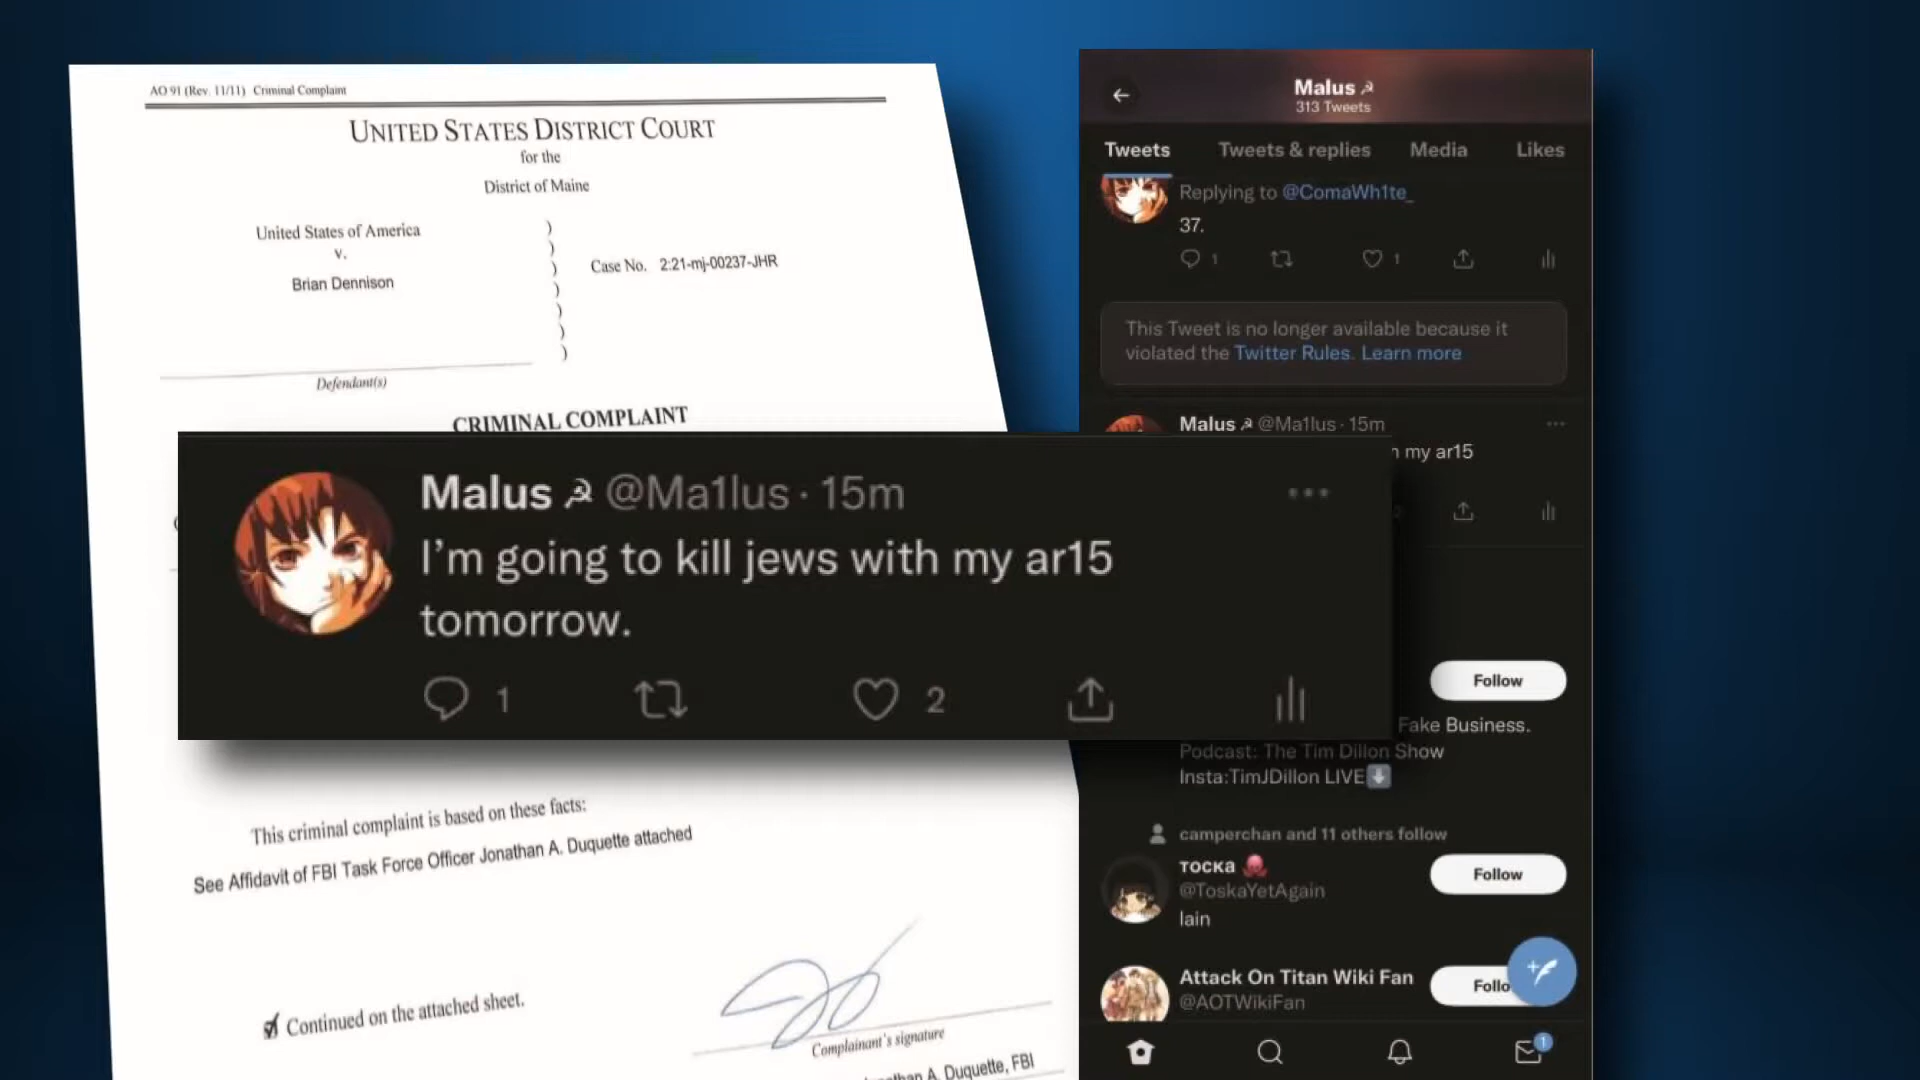 AO 91 (Rev. 11/11) Criminal Complaint
UNITED STATES DISTRICT COURT
for the
District of Maine
United States of America
v.
Brian Dennison
)
)
)
)
)
)
)
Case No. 2:21-mj-00237-JHR
Defendant(s)
CRIMINAL COMPLAINT
This criminal complaint is based on these facts:
See Affidavit of FBI Task Force Officer Jonathan A. Duquette attached
Continued on the attached sheet.
Complainant's signature
A. Duquette, FBI
Malus ☭ @Ma1lus · 15m
I'm going to kill jews with my ar15
tomorrow.
1
2
Malus ☭
313 Tweets
Tweets
Tweets & replies
Media
Likes
Replying to @ComaWh1te_
37.
1
1
This Tweet is no longer available because it
violated the Twitter Rules. Learn more
Malus ☭ @Ma1lus · 15m
my ar15
Follow
Fake Business.
Podcast: The Tim Dillon Show
Insta:TimJDillon LIVE⬇️
camperchan and 11 others follow
тоска
@ToskaYetAgain
Follow
lain
Attack On Titan Wiki Fan
@AOTWikiFan
1